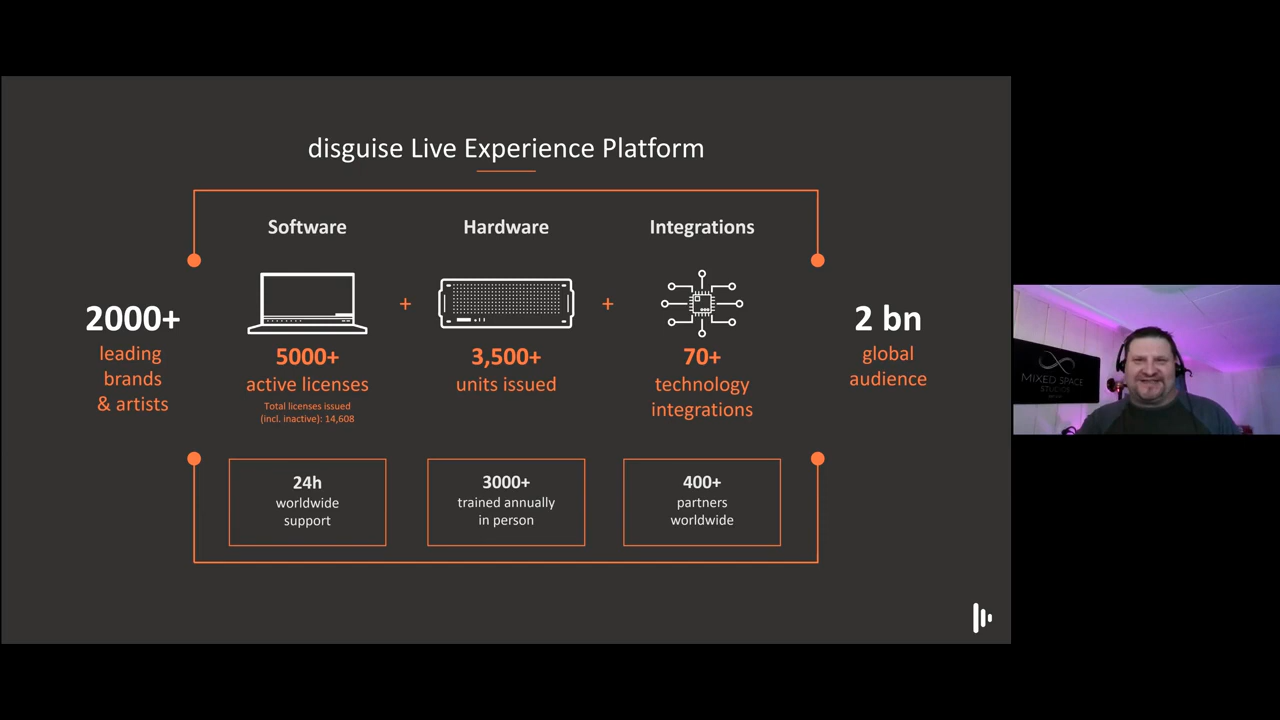 disguise Live Experience Platform
Software
Hardware
Integrations
2000+
leading
brands
& artists
+
+
5000+
active licenses
Total licenses issued
(incl. inactive): 14,608
3,500+
units issued
70+
technology
integrations
2 bn
global
audience
24h
worldwide
support
3000+
trained annually
in person
400+
partners
worldwide
MIXED SPACE
STUDIOS